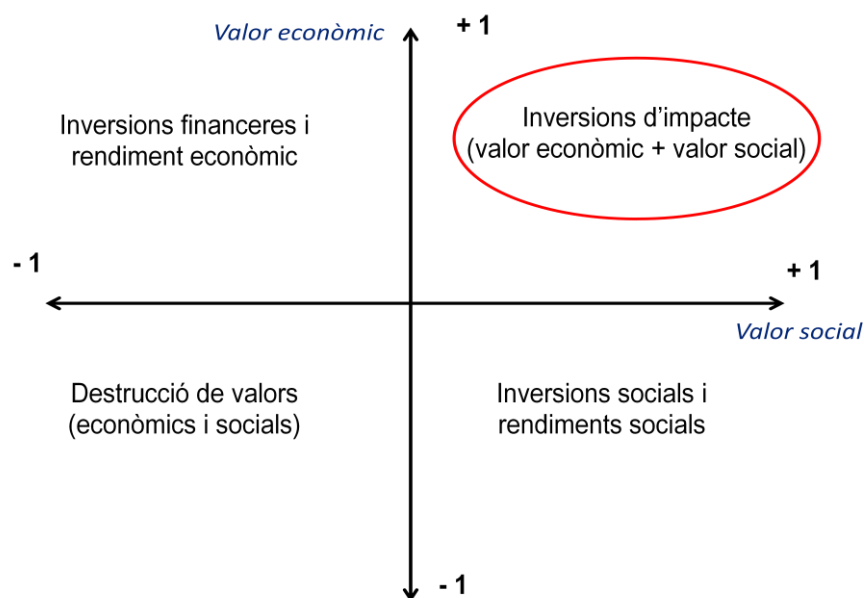 Valor econòmic
+ 1
Inversions financeres i
rendiment econòmic
Inversions d’impacte
(valor econòmic + valor social)
- 1
+ 1
Valor social
Destrucció de valors
(econòmics i socials)
Inversions socials i
rendiments socials
- 1